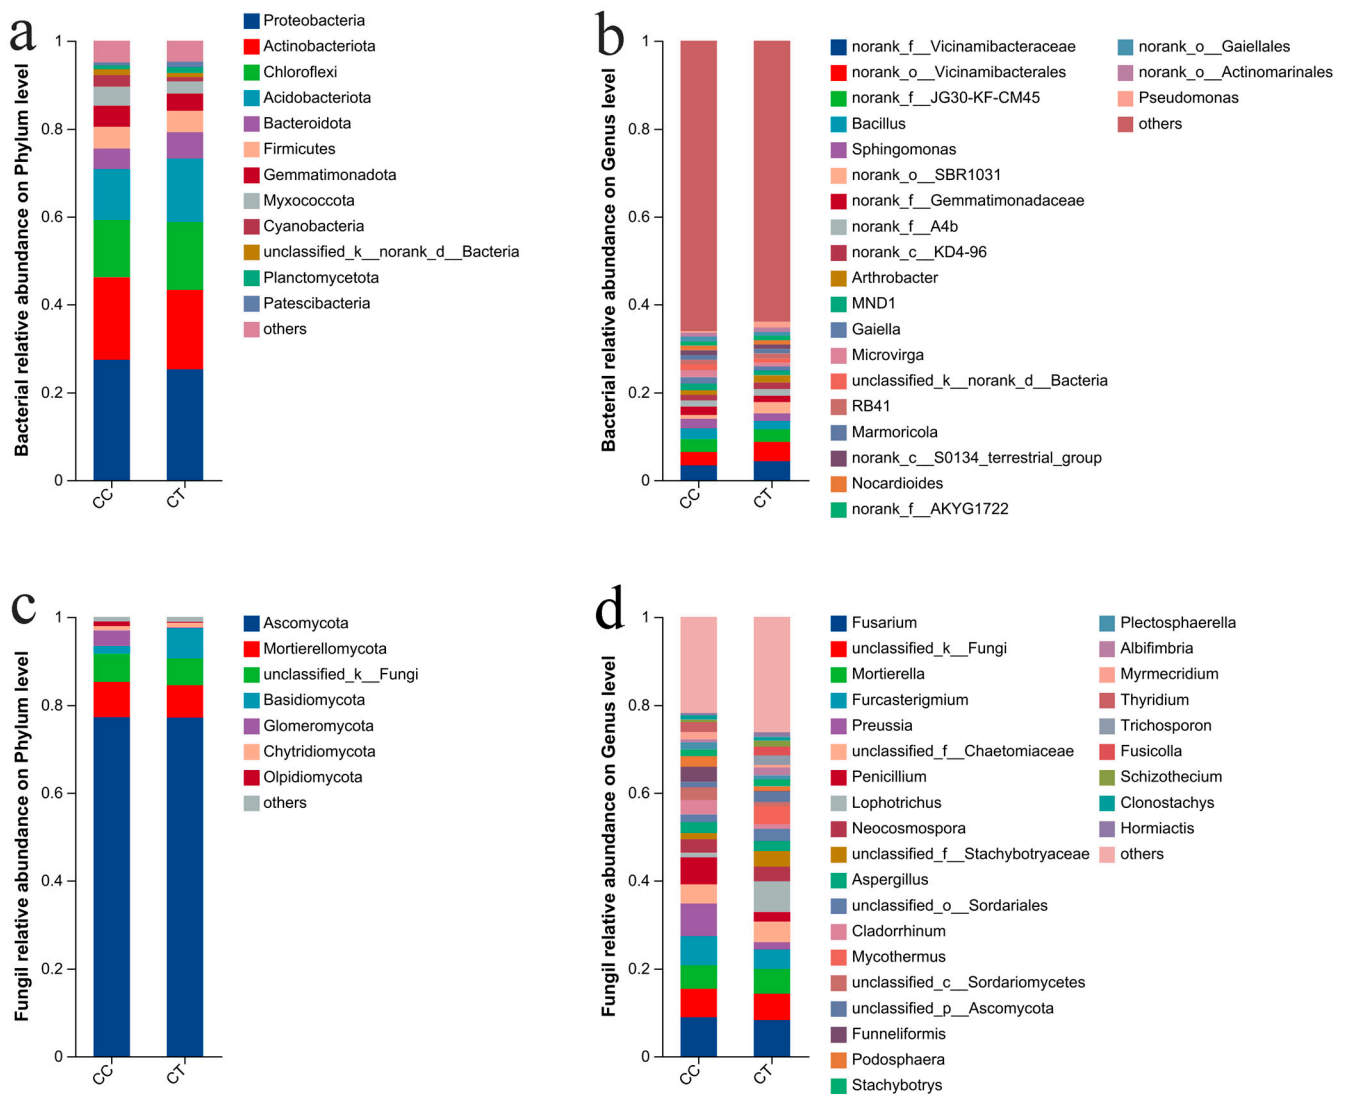 a
Bacterial relative abundance on Phylum level
1
0.8
0.6
0.4
0.2
0
CC
CT
Proteobacteria
Actinobacteriota
Chloroflexi
Acidobacteriota
Bacteroidota
Firmicutes
Gemmatimonadota
Myxococcota
Cyanobacteria
unclassified_k__norank_d__Bacteria
Planctomycetota
Patescibacteria
others
b
Bacterial relative abundance on Genus level
1
0.8
0.6
0.4
0.2
0
CC
CT
norank_f__Vicinamibacteraceae
norank_o__Vicinamibacterales
norank_f__JG30-KF-CM45
Bacillus
Sphingomonas
norank_o__SBR1031
norank_f__Gemmatimonadaceae
norank_f__A4b
norank_c__KD4-96
Arthrobacter
MND1
Gaiella
Microvirga
unclassified_k__norank_d__Bacteria
RB41
Marmoricola
norank_c__S0134_terrestrial_group
Nocardioides
norank_f__AKYG1722
norank_o__Gaiellales
norank_o__Actinomarinales
Pseudomonas
others
c
Fungil relative abundance on Phylum level
1
0.8
0.6
0.4
0.2
0
CC
CT
Ascomycota
Mortierellomycota
unclassified_k__Fungi
Basidiomycota
Glomeromycota
Chytridiomycota
Olpidiomycota
others
d
Fungil relative abundance on Genus level
1
0.8
0.6
0.4
0.2
0
CC
CT
Fusarium
unclassified_k__Fungi
Mortierella
Furcasterigmium
Preussia
unclassified_f__Chaetomiaceae
Penicillium
Lophotrichus
Neocosmospora
unclassified_f__Stachybotryaceae
Aspergillus
unclassified_o__Sordariales
Cladorrhinum
Mycothermus
unclassified_c__Sordariomycetes
unclassified_p__Ascomycota
Funneliformis
Podosphaera
Stachybotrys
Plectosphaerella
Albifimbria
Myrmecridium
Thyridium
Trichosporon
Fusicolla
Schizothecium
Clonostachys
Hormiactis
others